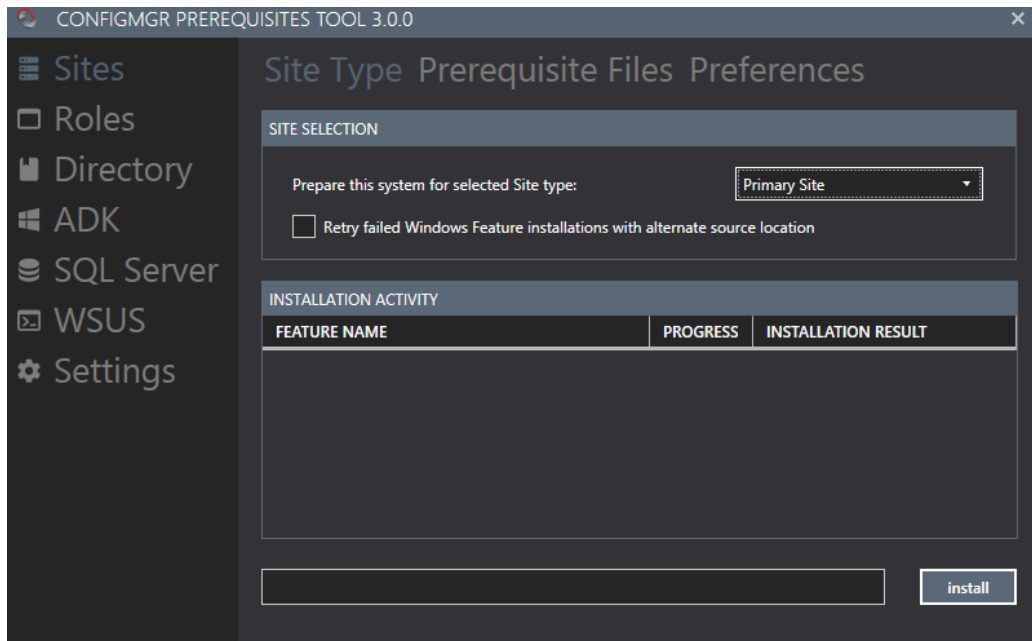 CONFIGMGR PREREQUISITES TOOL 3.0.0
Sites
Roles
Directory
ADK
SQL Server
WSUS
Settings
Site Type Prerequisite Files Preferences
SITE SELECTION
Prepare this system for selected Site type: Primary Site
Retry failed Windows Feature installations with alternate source location
INSTALLATION ACTIVITY
FEATURE NAME PROGRESS INSTALLATION RESULT
install